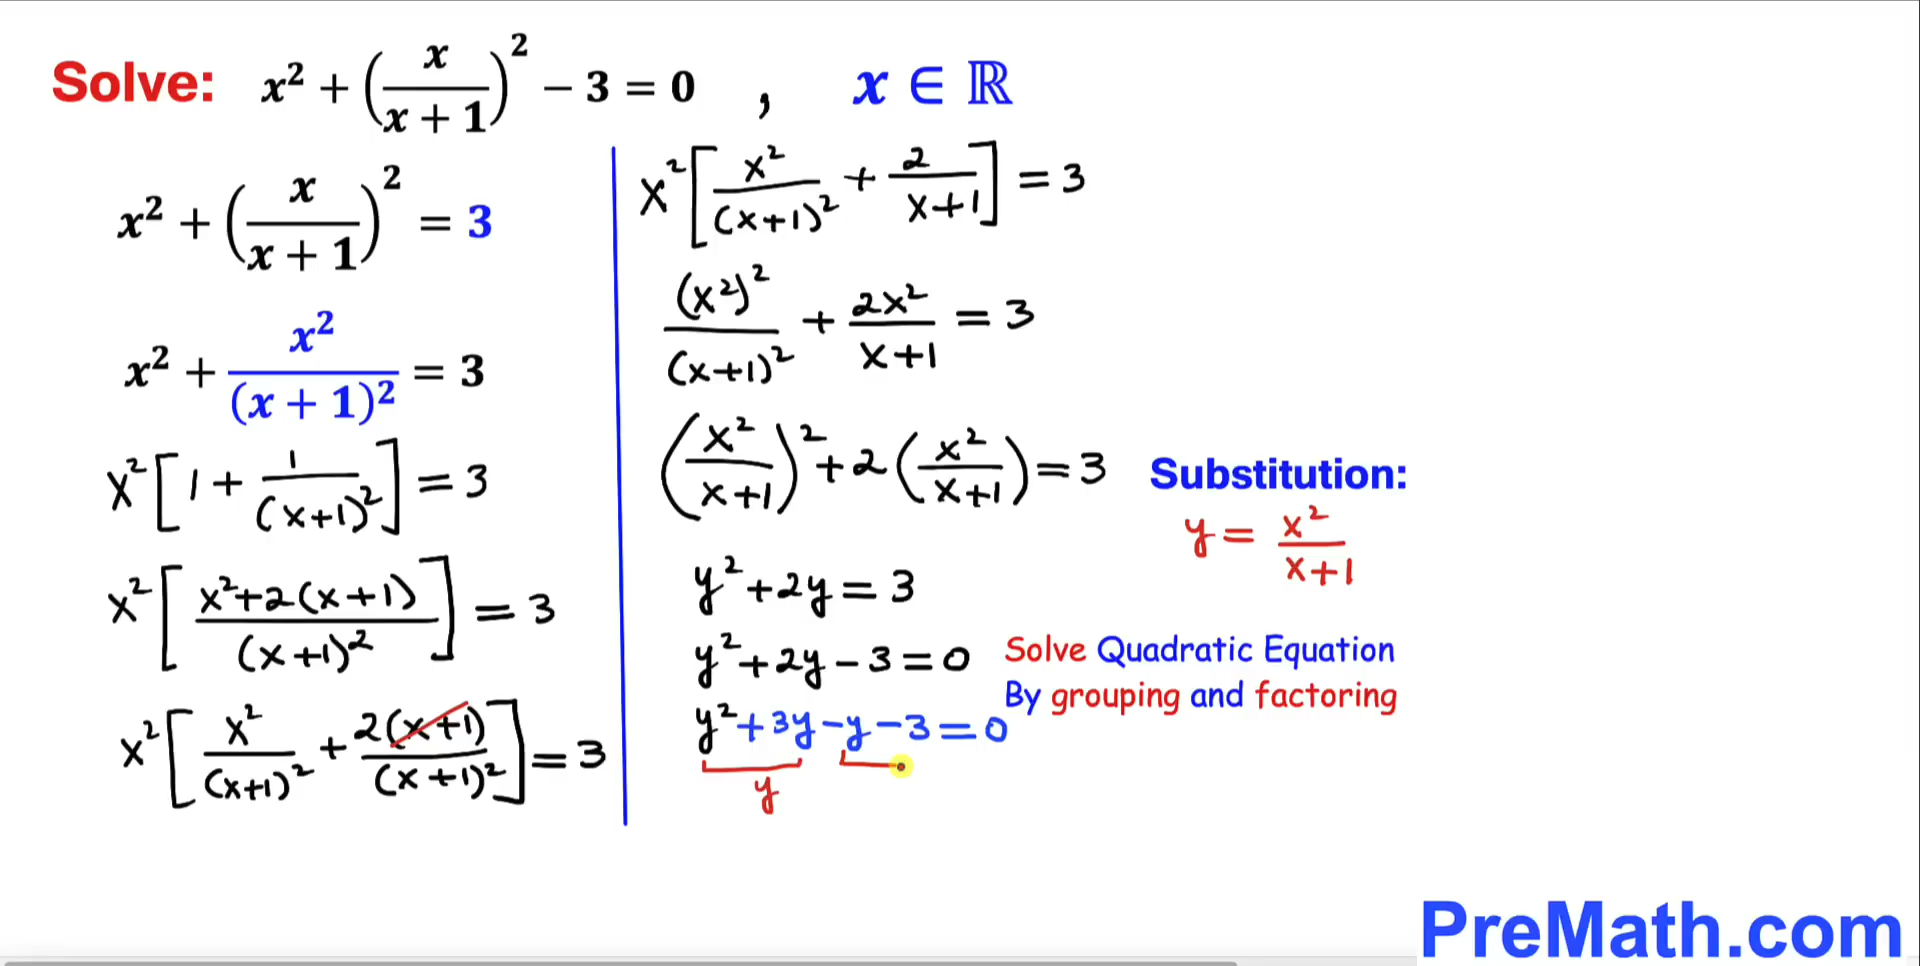 Solve: x² + (x/(x + 1))² − 3 = 0 , x ∈ ℝ
x² + (x/(x + 1))² = 3
x² + x²/(x + 1)² = 3
x²[1 + 1/(x+1)²] = 3
x²[(x²+2(x+1))/(x+1)²] = 3
x²[x²/(x+1)² + 2(x+1)/(x+1)²] = 3
x²[x²/(x+1)² + 2/(x+1)] = 3
(x²)²/(x+1)² + 2x²/(x+1) = 3
(x²/(x+1))² + 2(x²/(x+1)) = 3
Substitution:
y = x²/(x+1)
y² + 2y = 3
y² + 2y − 3 = 0
Solve Quadratic Equation
By grouping and factoring
y² + 3y − y − 3 = 0
y
PreMath.com